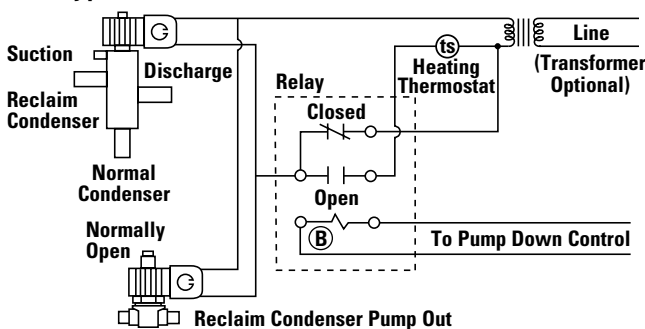 Suction
Discharge
Reclaim
Condenser
Normal
Condenser
Line
(Transformer
Optional)
ts
Heating
Thermostat
Relay
Closed
Open
B
To Pump Down Control
Normally
Open
Reclaim Condenser Pump Out